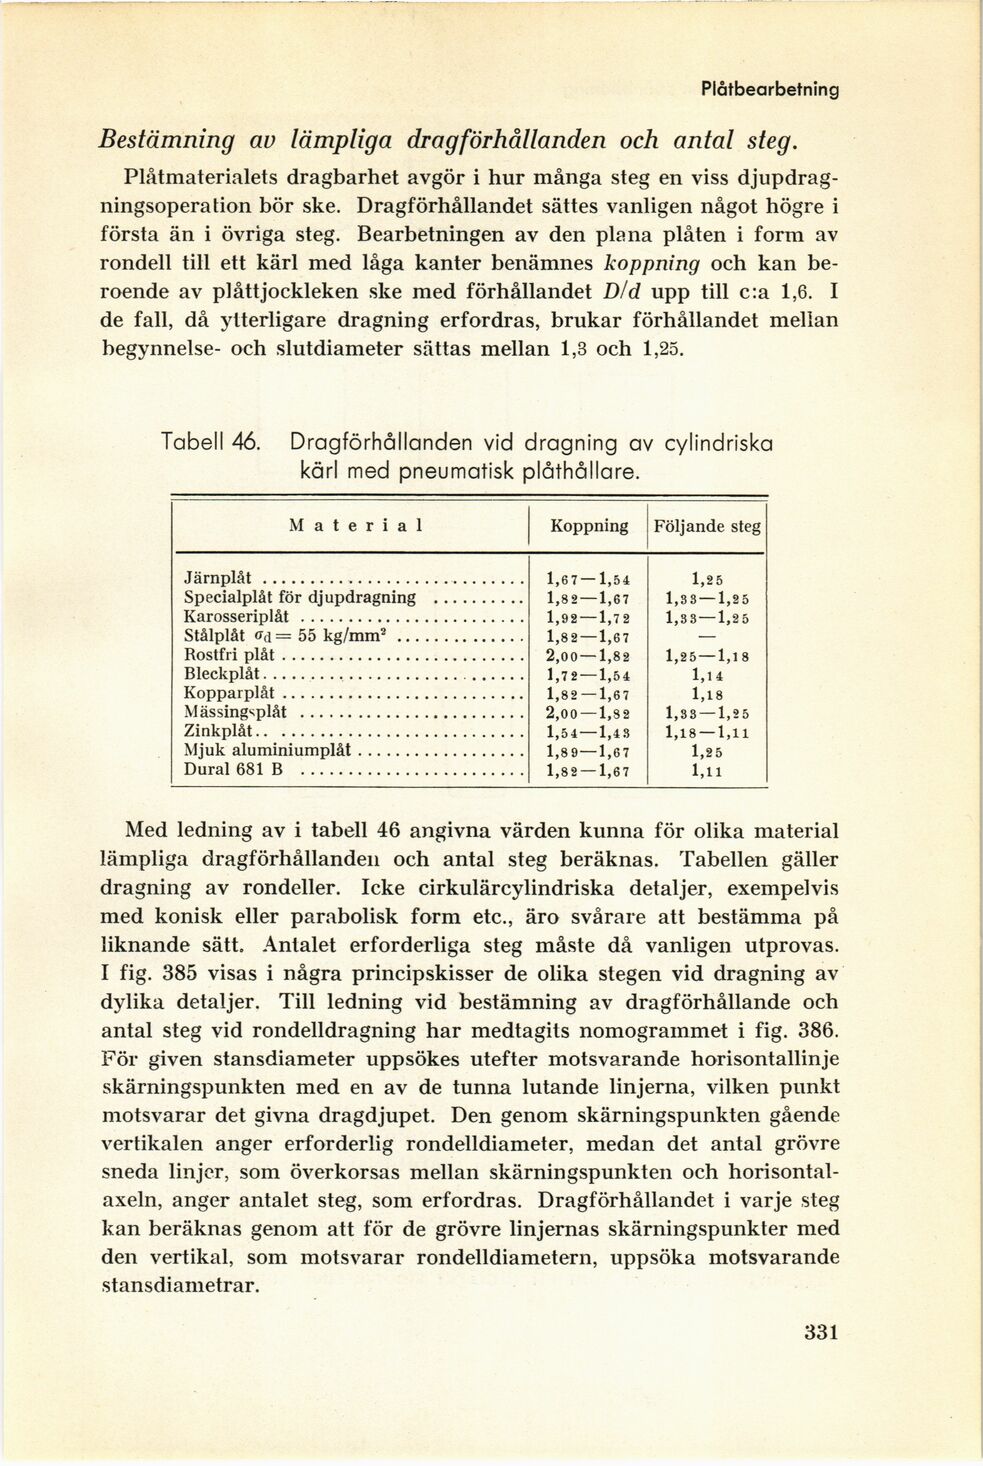 Plåtbearbetning
Bestämning av lämpliga dragförhållanden och antal steg.
Plåtmaterialets dragbarhet avgör i hur många steg en viss djupdrag-
ningsoperation bör ske. Dragförhållandet sättes vanligen något högre i
första än i övriga steg. Bearbetningen av den plana plåten i form av
rondell till ett kärl med låga kanter benämnes koppning och kan be-
roende av plåttjockleken ske med förhållandet D/d upp till c:a 1,6. I
de fall, då ytterligare dragning erfordras, brukar förhållandet mellan
begynnelse- och slutdiameter sättas mellan 1,3 och 1,25.
Tabell 46. Dragförhållanden vid dragning av cylindriska
kärl med pneumatisk plåthållare.
Material Koppning Följande steg
Järnplåt ............................ 1,67—1,54 1,25
Specialplåt för djupdragning .......... 1,82—1,67 1,33—1,25
Karosseriplåt ........................ 1,92—1,72 1,33—1,25
Stålplåt σd = 55 kg/mm² .............. 1,82—1,67 —
Rostfri plåt .......................... 2,00—1,82 1,25—1,18
Bleckplåt............................ 1,72—1,54 1,14
Kopparplåt .......................... 1,82—1,67 1,18
Mässingsplåt ........................ 2,00—1,82 1,33—1,25
Zinkplåt............................. 1,54—1,43 1,18—1,11
Mjuk aluminiumplåt .................. 1,89—1,67 1,25
Dural 681 B ........................ 1,82—1,67 1,11
Med ledning av i tabell 46 angivna värden kunna för olika material
lämpliga dragförhållanden och antal steg beräknas. Tabellen gäller
dragning av rondeller. Icke cirkulärcylindriska detaljer, exempelvis
med konisk eller parabolisk form etc., äro svårare att bestämma på
liknande sätt. Antalet erforderliga steg måste då vanligen utprovas.
I fig. 385 visas i några principskisser de olika stegen vid dragning av
dylika detaljer. Till ledning vid bestämning av dragförhållande och
antal steg vid rondelldragning har medtagits nomogrammet i fig. 386.
För given stansdiameter uppsökes utefter motsvarande horisontallinje
skärningspunkten med en av de tunna lutande linjerna, vilken punkt
motsvarar det givna dragdjupet. Den genom skärningspunkten gående
vertikalen anger erforderlig rondelldiameter, medan det antal grövre
sneda linjer, som överkorsas mellan skärningspunkten och horisontal-
axeln, anger antalet steg, som erfordras. Dragförhållandet i varje steg
kan beräknas genom att för de grövre linjernas skärningspunkter med
den vertikal, som motsvarar rondelldiametern, uppsöka motsvarande
stansdiametrar.
331